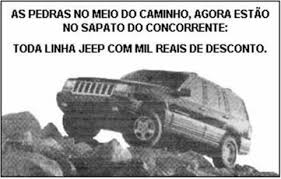 AS PEDRAS NO MEIO DO CAMINHO, AGORA ESTÃO
NO SAPATO DO CONCORRENTE:
TODA LINHA JEEP COM MIL REAIS DE DESCONTO.